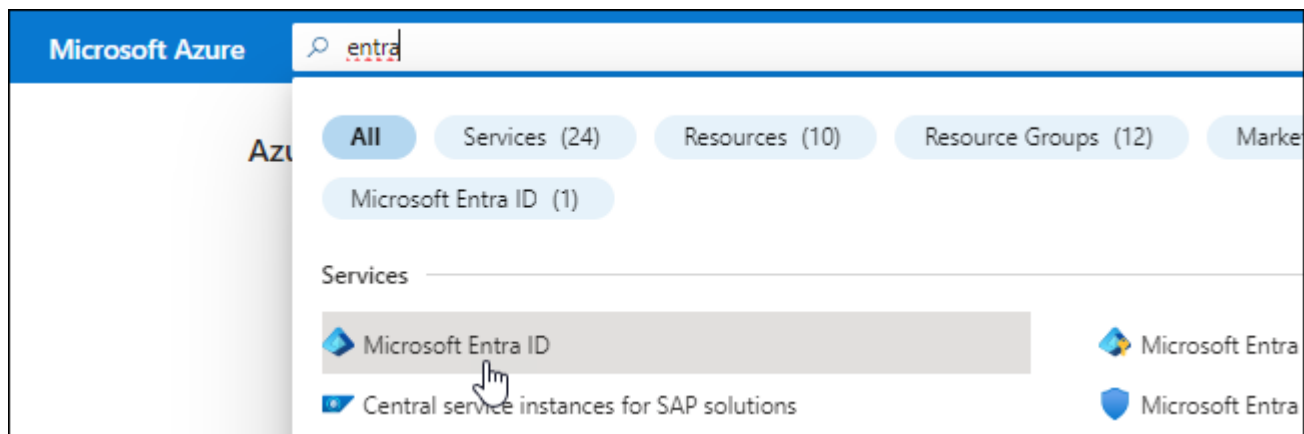 Microsoft Azure entra
All Services (24) Resources (10) Resource Groups (12) Marke
Azu
Microsoft Entra ID (1)
Services
Microsoft Entra ID Microsoft Entra
Central service instances for SAP solutions Microsoft Entra